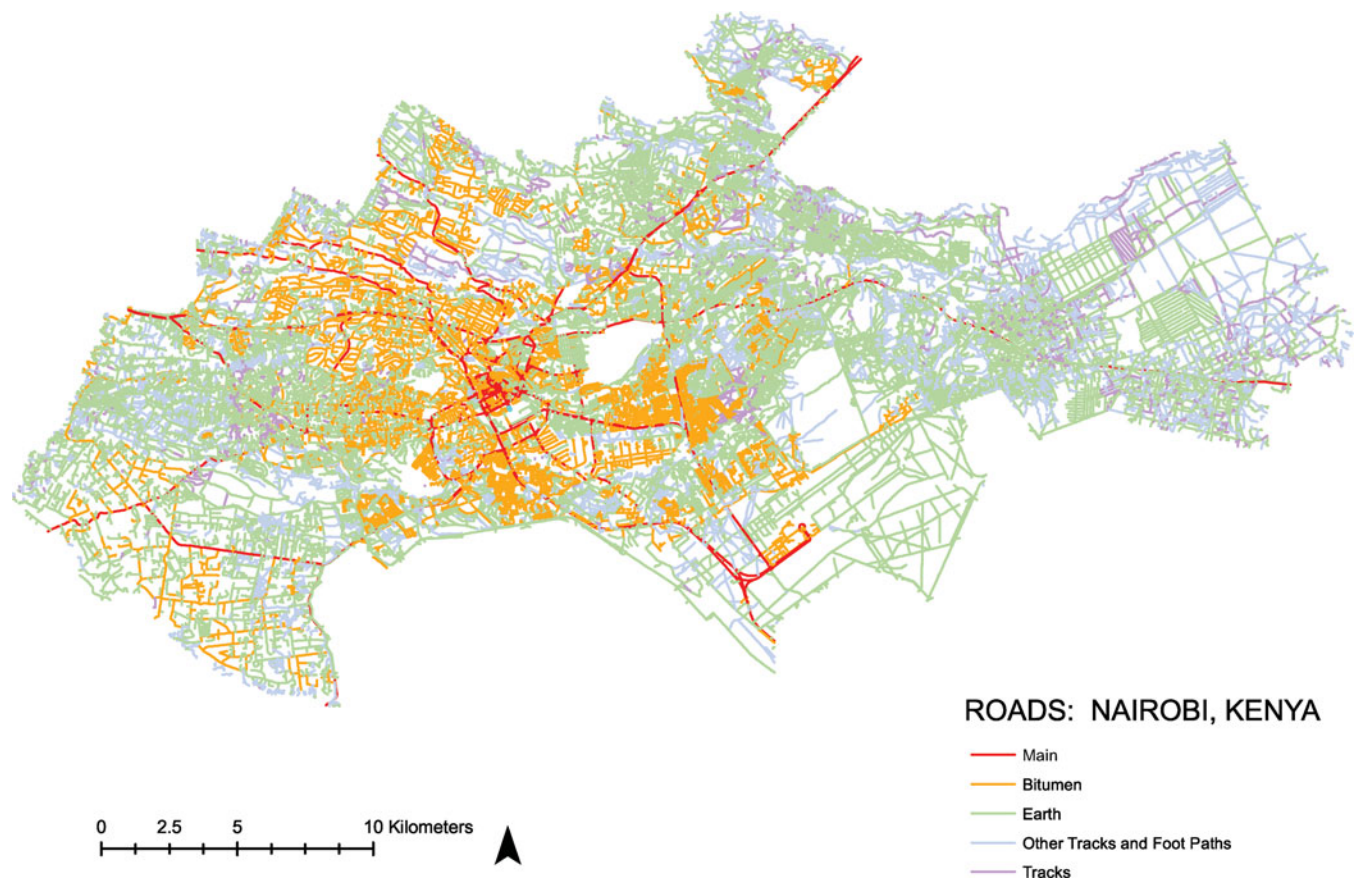 ROADS:  NAIROBI, KENYA
Main
Bitumen
Earth
Other Tracks and Foot Paths
Tracks
0 2.5 5 10 Kilometers